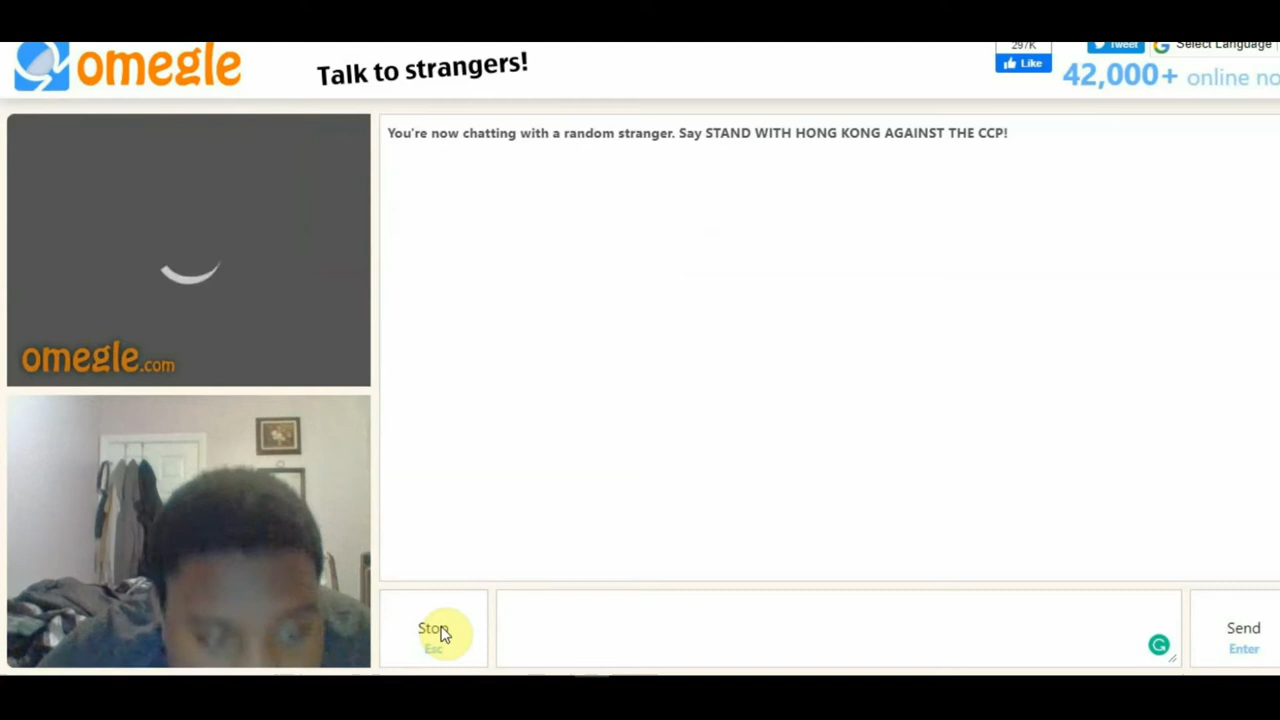 omegle
Talk to strangers!
297K
Like
Tweet
Select Language
42,000+ online no
You're now chatting with a random stranger. Say STAND WITH HONG KONG AGAINST THE CCP!
omegle.com
Stop
Esc
Send
Enter